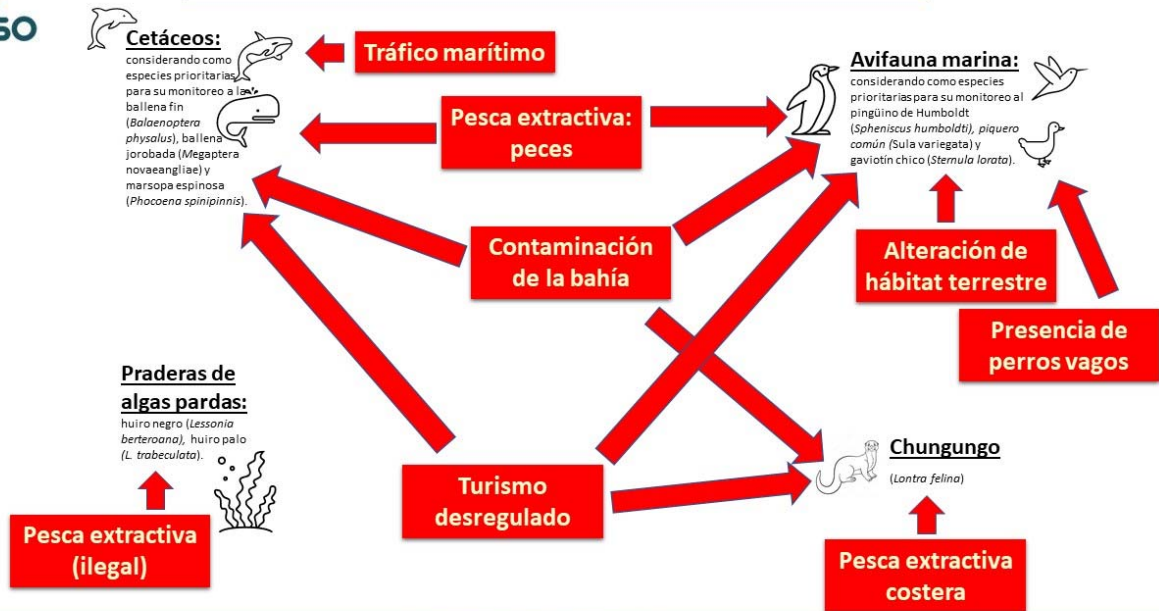 SO
Cetáceos:
considerando como
especies prioritarias
para su monitoreo a la
ballena fin
(Balaenoptera
physalus), ballena
jorobada (Megaptera
novaeangliae) y
marsopa espinosa
(Phocoena spinipinnis).
Tráfico marítimo
Pesca extractiva:
peces
Avifauna marina:
considerando como especies
prioritarias para su monitoreo al
pingüino de Humboldt
(Spheniscus humboldti), piquero
común (Sula variegata) y
gaviotín chico (Sternula lorata).
Contaminación
de la bahía
Alteración de
hábitat terrestre
Presencia de
perros vagos
Praderas de
algas pardas:
huiro negro (Lessonia
berteroana), huiro palo
(L. trabeculata).
Pesca extractiva
(ilegal)
Turismo
desregulado
Chungungo
(Lontra felina)
Pesca extractiva
costera